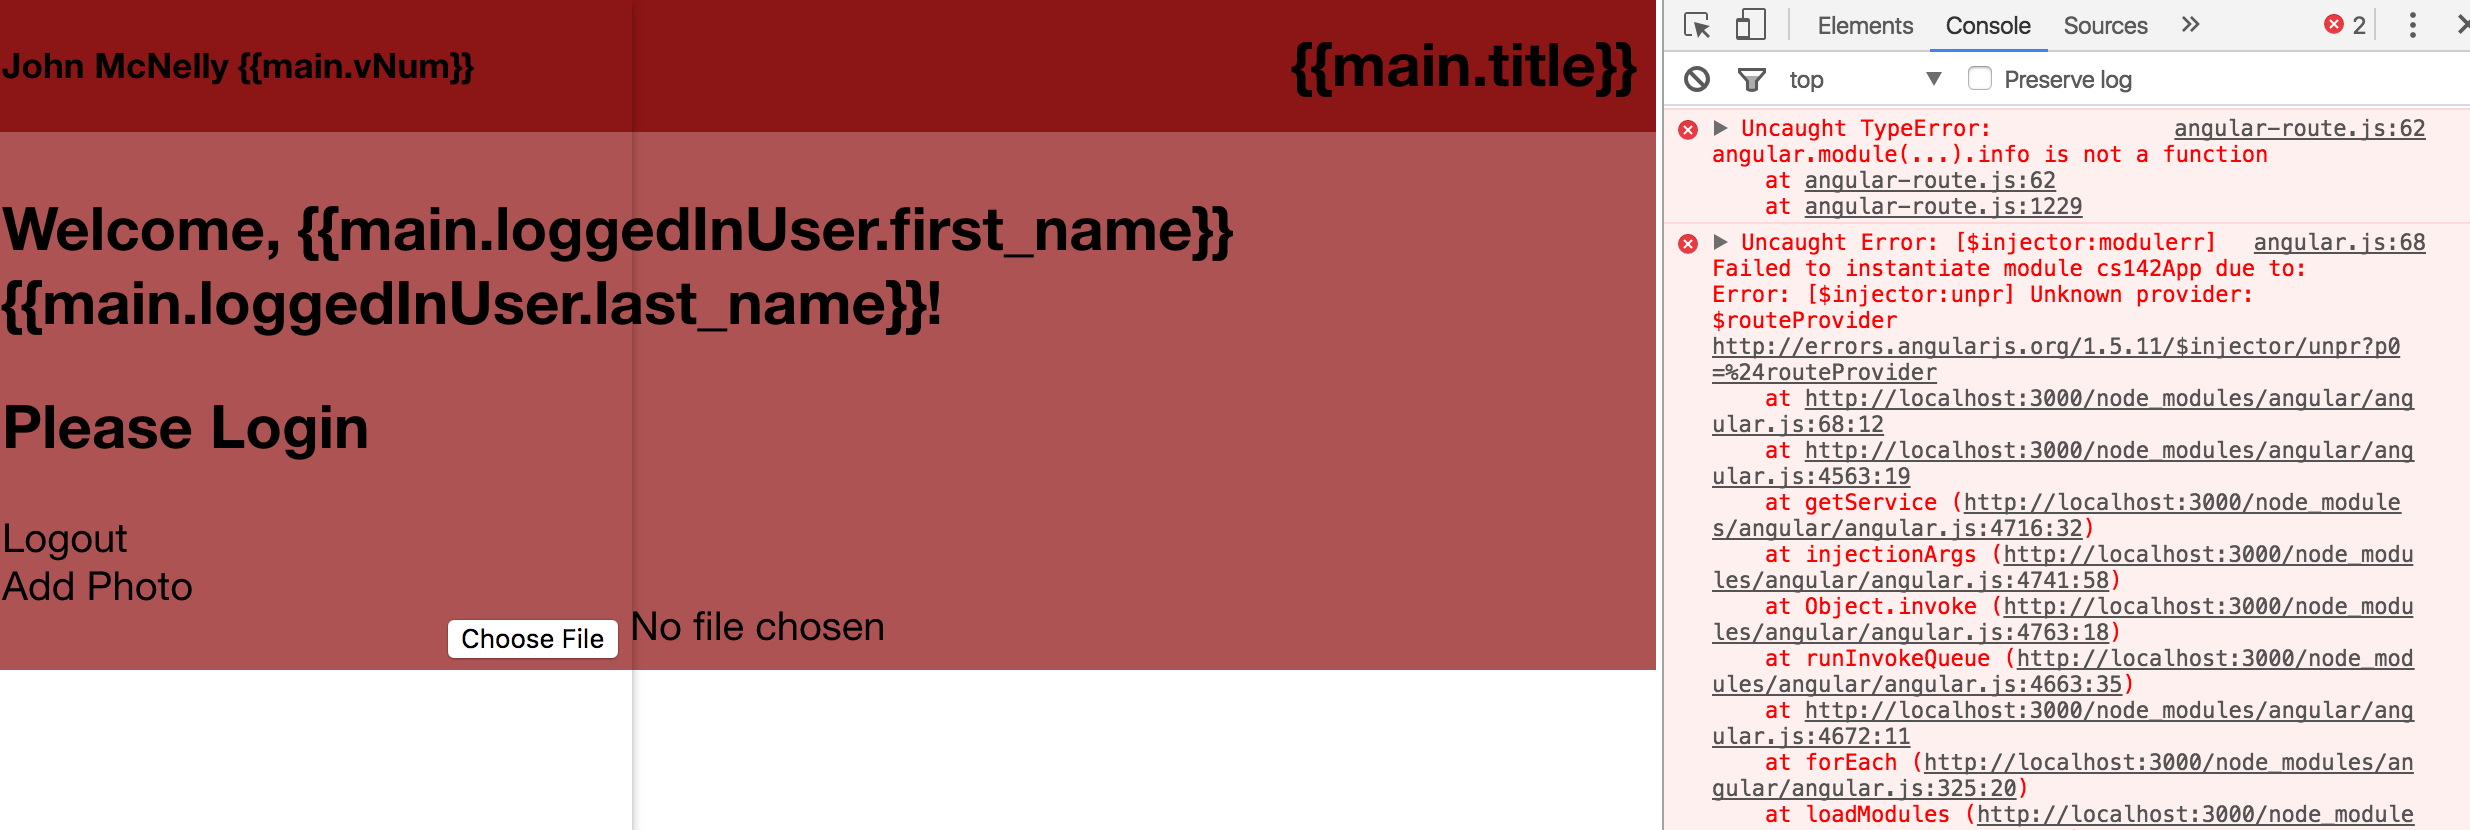 John McNelly {{main.vNum}}
{{main.title}}
Welcome, {{main.loggedInUser.first_name}}
{{main.loggedInUser.last_name}}!
Please Login
Logout
Add Photo
Choose File No file chosen
Elements Console Sources 2
top Preserve log
Uncaught TypeError: angular-route.js:62
angular.module(...).info is not a function
at angular-route.js:62
at angular-route.js:1229
Uncaught Error: [$injector:modulerr] angular.js:68
Failed to instantiate module cs142App due to:
Error: [$injector:unpr] Unknown provider:
$routeProvider
http://errors.angularjs.org/1.5.11/$injector/unpr?p0
=%24routeProvider
at http://localhost:3000/node_modules/angular/ang
ular.js:68:12
at http://localhost:3000/node_modules/angular/ang
ular.js:4563:19
at getService (http://localhost:3000/node_module
s/angular/angular.js:4716:32)
at injectionArgs (http://localhost:3000/node_modu
les/angular/angular.js:4741:58)
at Object.invoke (http://localhost:3000/node_modu
les/angular/angular.js:4763:18)
at runInvokeQueue (http://localhost:3000/node_mod
ules/angular/angular.js:4663:35)
at http://localhost:3000/node_modules/angular/ang
ular.js:4672:11
at forEach (http://localhost:3000/node_modules/an
gular/angular.js:325:20)
at loadModules (http://localhost:3000/node_module